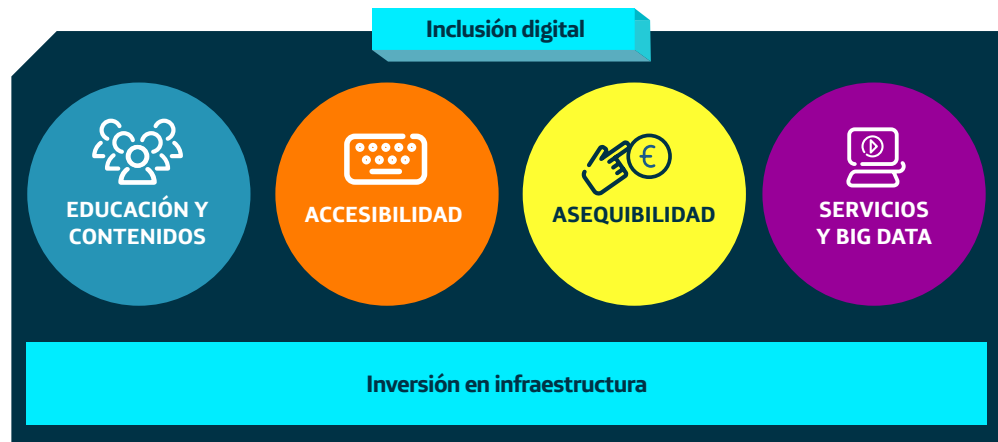 Inclusión digital
EDUCACIÓN Y
CONTENIDOS
ACCESIBILIDAD
€
ASEQUIBILIDAD
SERVICIOS
Y BIG DATA
Inversión en infraestructura